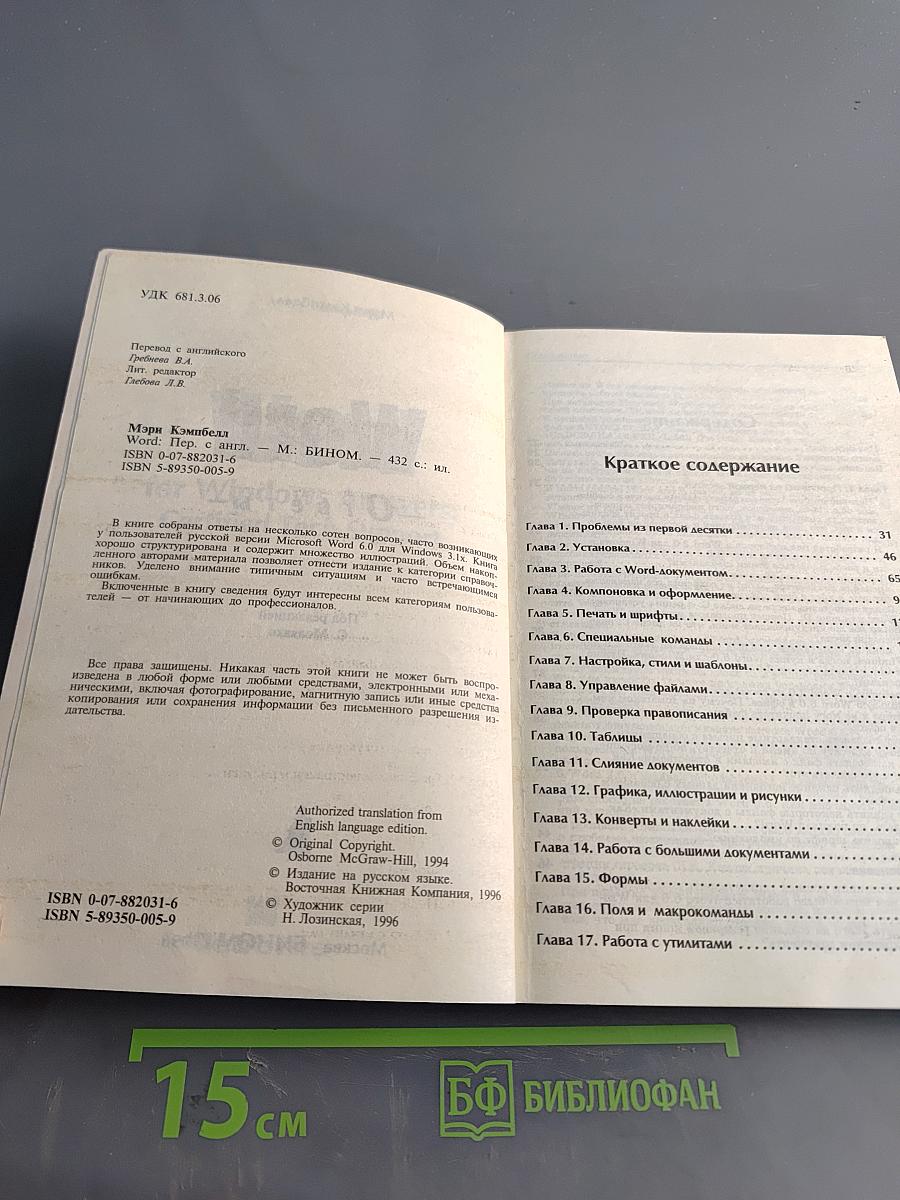 УДК 681.3.06
Перевод с английского
Гребнева В.А.
Лит. редактор
Глебова Л.В.
Мэри Кэмпбелл
Word: Пер. с англ. — М.: БИНОМ. — 432 с.: ил.
ISBN 0-07-882031-6
ISBN 5-89350-005-9
В книге собраны ответы на несколько сотен вопросов, часто возникающих
у пользователей русской версии Microsoft Word 6.0 для Windows 3.1x. Книга
хорошо структурирована и содержит множество иллюстраций. Объем накоп-
ленного авторами материала позволяет отнести издание к категории справоч-
ников. Уделено внимание типичным ситуациям и часто встречающимся
ошибкам.
Включенные в книгу сведения будут интересны всем категориям пользова-
телей — от начинающих до профессионалов.
Все права защищены. Никакая часть этой книги не может быть воспро-
изведена в любой форме или любыми средствами, электронными или меха-
ническими, включая фотографирование, магнитную запись или иные средства
копирования или сохранения информации без письменного разрешения из-
дательства.
Authorized translation from
English language edition.
© Original Copyright.
Osborne McGraw-Hill, 1994
© Издание на русском языке.
Восточная Книжная Компания, 1996
© Художник серии
Н. Лозинская, 1996
ISBN 0-07-882031-6
ISBN 5-89350-005-9
Краткое содержание
Глава 1. Проблемы из первой десятки . . . . . . . . . . . . . . . . . . 31
Глава 2. Установка . . . . . . . . . . . . . . . . . . . . . . . . . . . . . . . . 46
Глава 3. Работа с Word-документом. . . . . . . . . . . . . . . . . . . . 65
Глава 4. Компоновка и оформление. . . . . . . . . . . . . . . . . . . . 9
Глава 5. Печать и шрифты. . . . . . . . . . . . . . . . . . . . . . . . . .
Глава 6. Специальные команды . . . . . . . . . . . . . . . . . . . . .
Глава 7. Настройка, стили и шаблоны. . . . . . . . . . . . . . . . .
Глава 8. Управление файлами. . . . . . . . . . . . . . . . . . . . . .
Глава 9. Проверка правописания . . . . . . . . . . . . . . . . . . .
Глава 10. Таблицы . . . . . . . . . . . . . . . . . . . . . . . . . . . . .
Глава 11. Слияние документов . . . . . . . . . . . . . . . . . . . .
Глава 12. Графика, иллюстрации и рисунки . . . . . . . . . . .
Глава 13. Конверты и наклейки . . . . . . . . . . . . . . . . . . .
Глава 14. Работа с большими документами . . . . . . . . . . .
Глава 15. Формы . . . . . . . . . . . . . . . . . . . . . . . . . . . . .
Глава 16. Поля и макрокоманды . . . . . . . . . . . . . . . . . .
Глава 17. Работа с утилитами . . . . . . . . . . . . . . . . . . . .
15 см
БФ БИБЛИОФАН